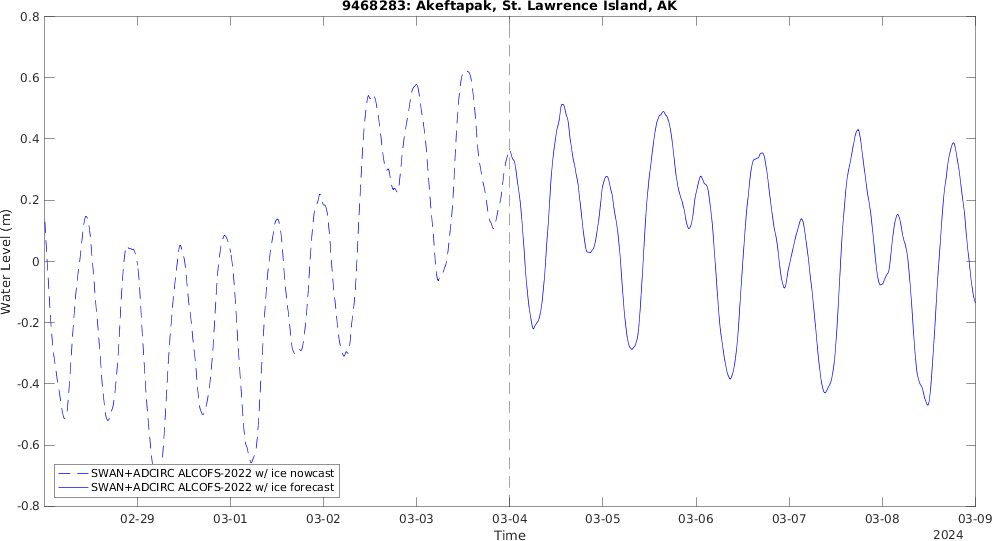 9468283: Akeftapak, St. Lawrence Island, AK
Water Level (m)
0.8
0.6
0.4
0.2
0
-0.2
-0.4
-0.6
-0.8
SWAN+ADCIRC ALCOFS-2022 w/ ice nowcast
SWAN+ADCIRC ALCOFS-2022 w/ ice forecast
02-29 03-01 03-02 03-03 03-04 03-05 03-06 03-07 03-08 03-09
Time
2024